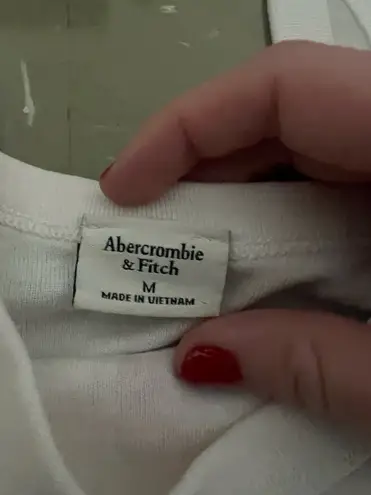 Abercrombie
& Fitch
M
MADE IN VIETNAM